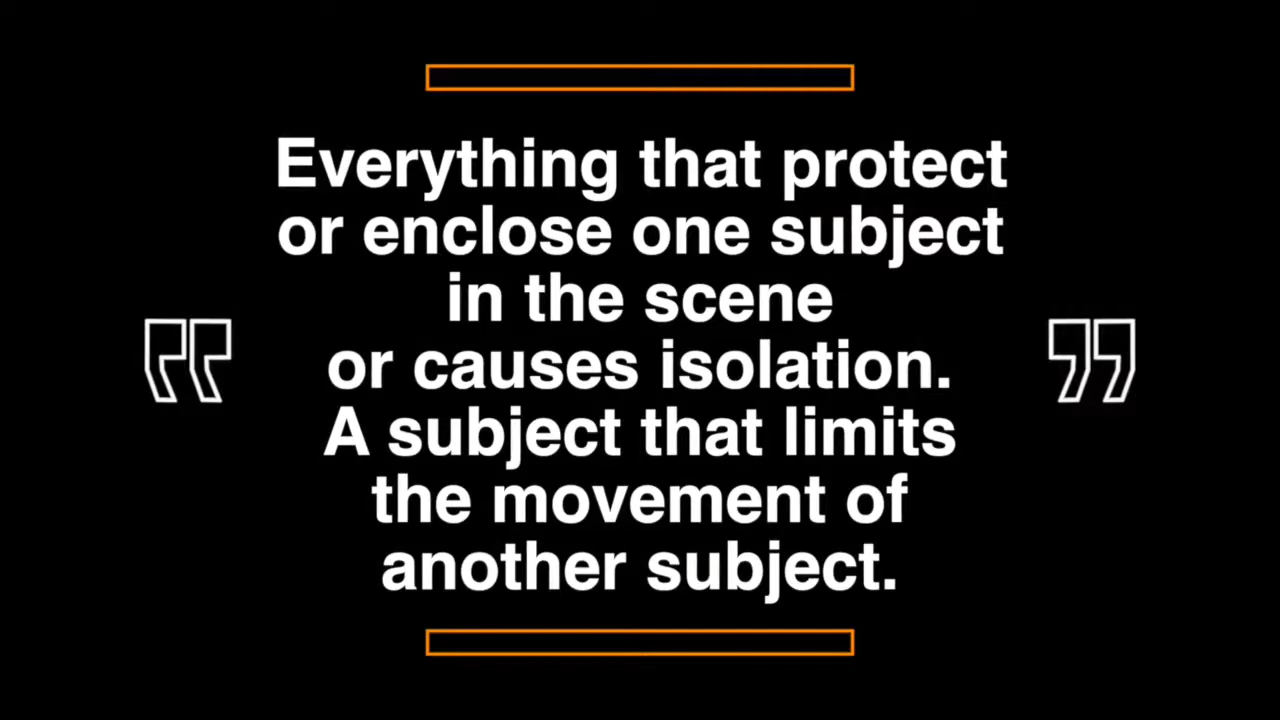 Everything that protect
or enclose one subject
in the scene
or causes isolation.
A subject that limits
the movement of
another subject.